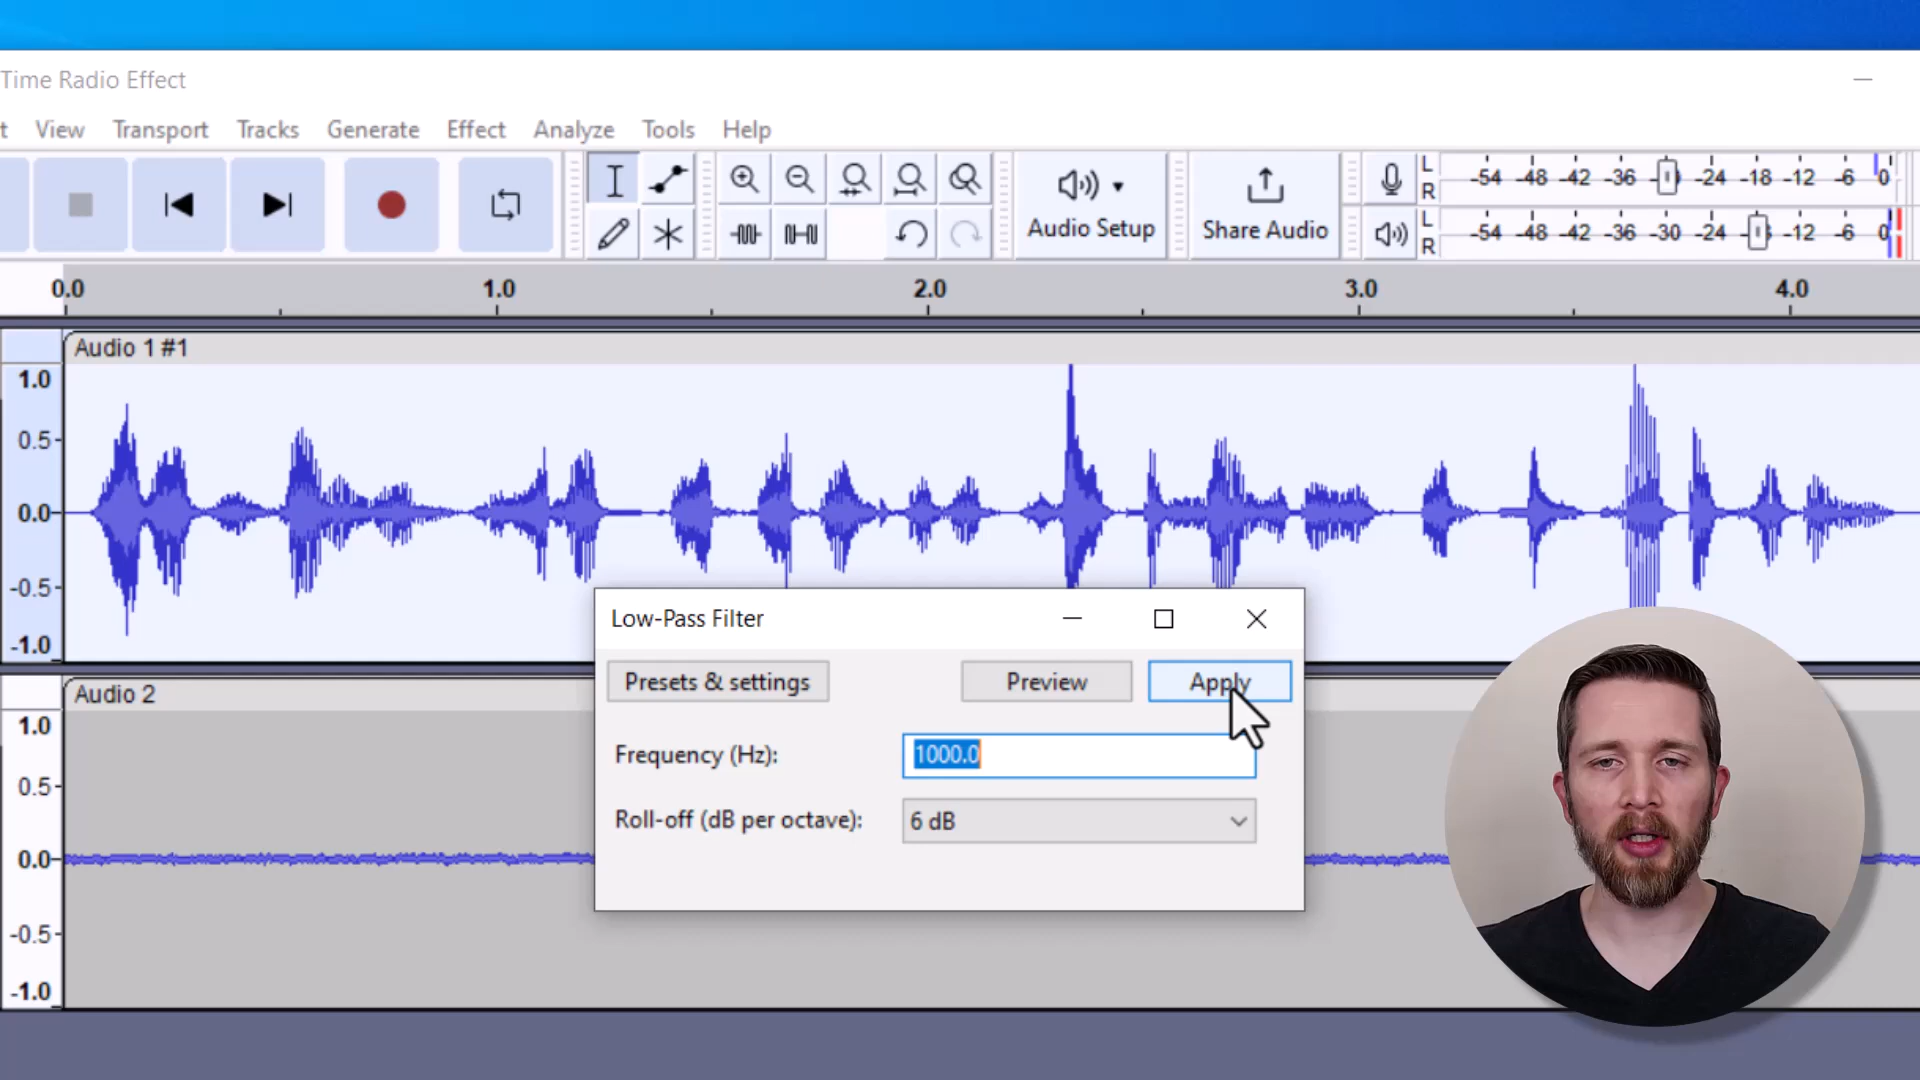 Time Radio Effect
t View Transport Tracks Generate Effect Analyze Tools Help
L -54 -48 -42 -36 -24 -18 -12 -6 0
R
Audio Setup
Share Audio
L -54 -48 -42 -36 -30 -24 -12 -6 0
R
0.0 1.0 2.0 3.0 4.0
Audio 1 #1
1.0
0.5
0.0
-0.5
-1.0
Low-Pass Filter
Presets & settings Preview Apply
Frequency (Hz): 1000.0
Roll-off (dB per octave): 6 dB
Audio 2
1.0
0.5
0.0
-0.5
-1.0